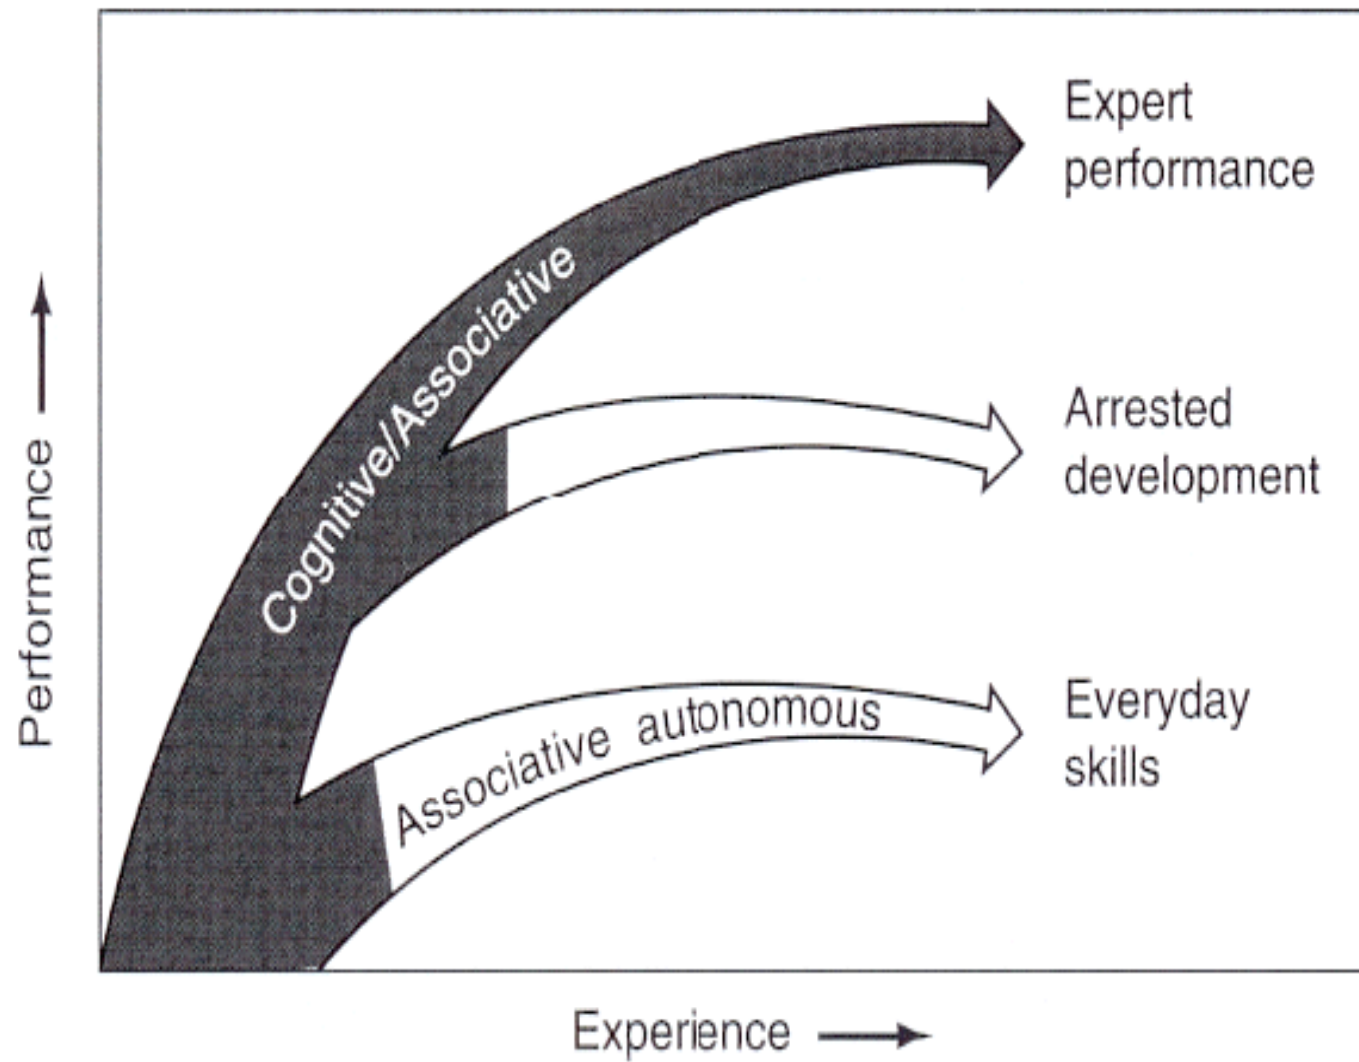 Expert
performance
Cognitive/Associative
Arrested
development
Associative autonomous
Everyday
skills
Performance
Experience